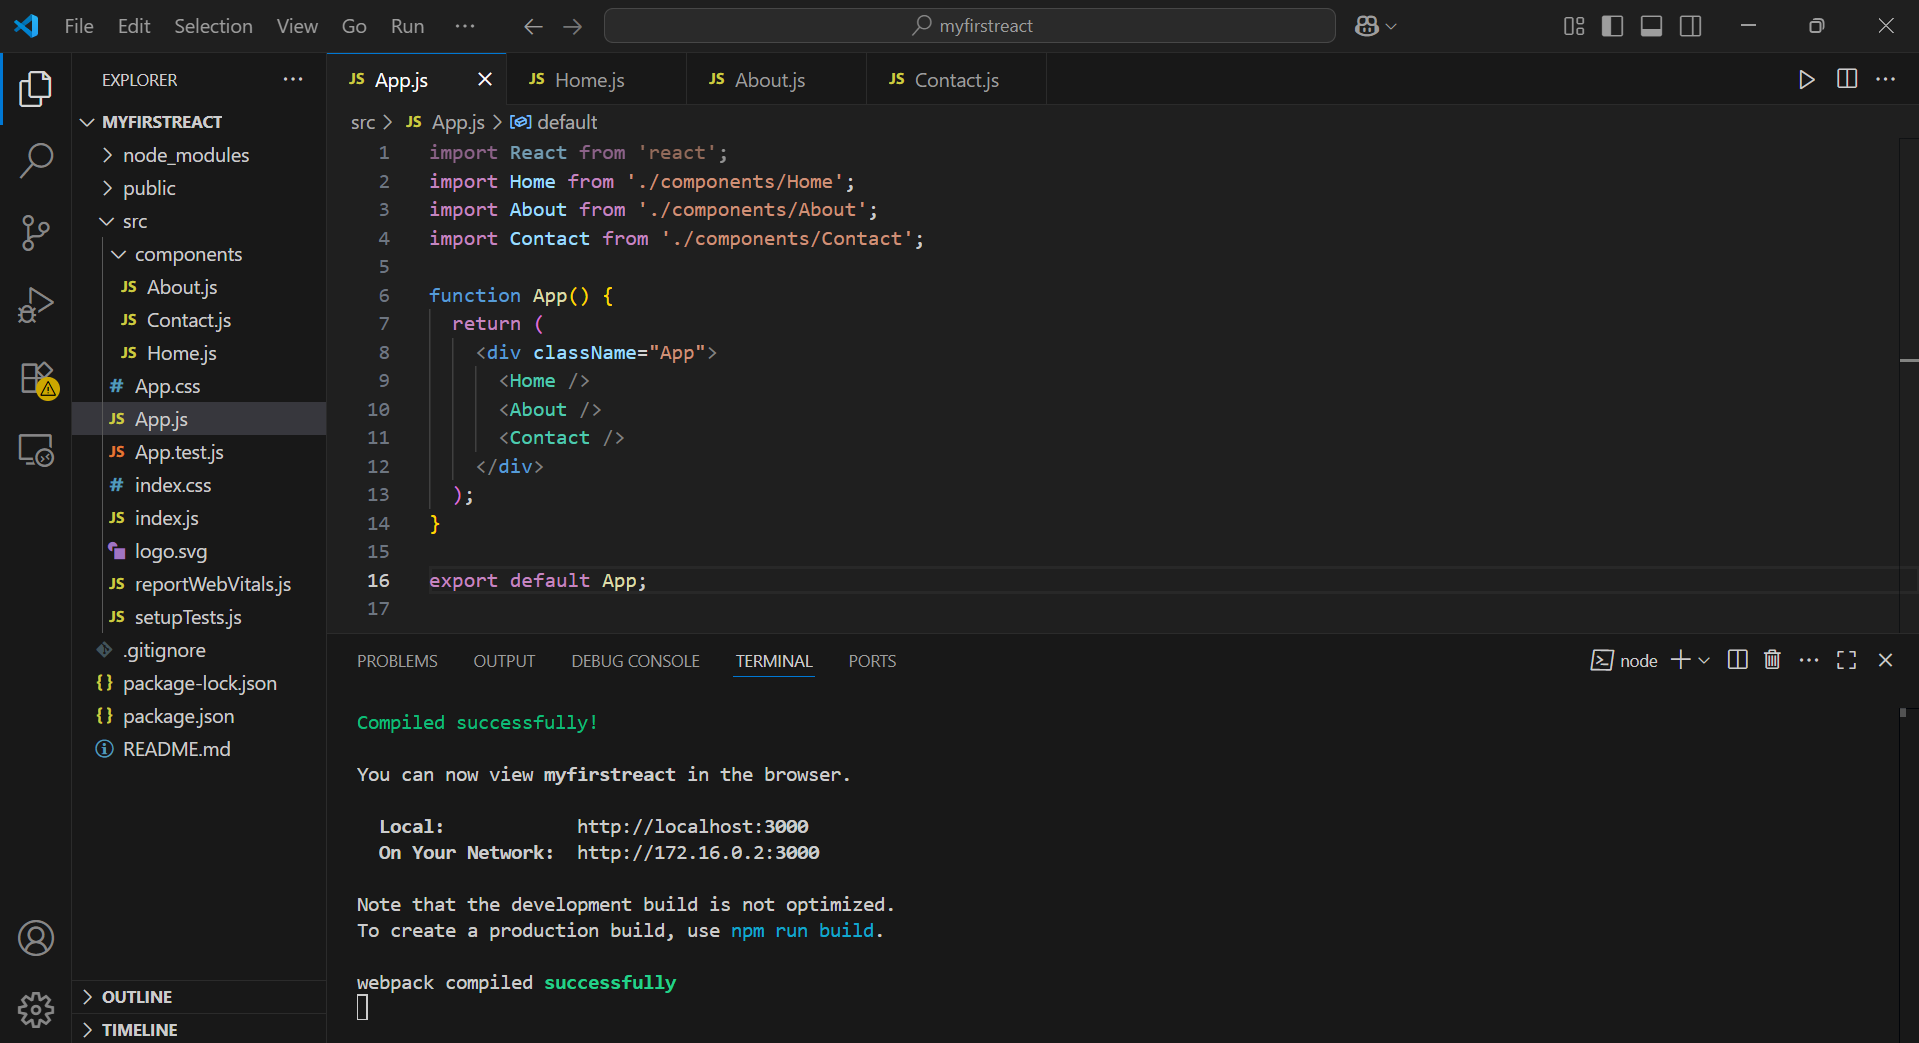 File Edit Selection View Go Run ··· myfirstreact
EXPLORER ···
MYFIRSTREACT
node_modules
public
src
components
JS About.js
JS Contact.js
JS Home.js
# App.css
JS App.js
JS App.test.js
# index.css
JS index.js
logo.svg
JS reportWebVitals.js
JS setupTests.js
.gitignore
{} package-lock.json
{} package.json
README.md
OUTLINE
TIMELINE
JS App.js JS Home.js JS About.js JS Contact.js
src > JS App.js > default
1 import React from 'react';
2 import Home from './components/Home';
3 import About from './components/About';
4 import Contact from './components/Contact';
5
6 function App() {
7 return (
8 <div className="App">
9 <Home />
10 <About />
11 <Contact />
12 </div>
13 );
14 }
15
16 export default App;
17
PROBLEMS OUTPUT DEBUG CONSOLE TERMINAL PORTS node
Compiled successfully!
You can now view myfirstreact in the browser.
Local: http://localhost:3000
On Your Network: http://172.16.0.2:3000
Note that the development build is not optimized.
To create a production build, use npm run build.
webpack compiled successfully